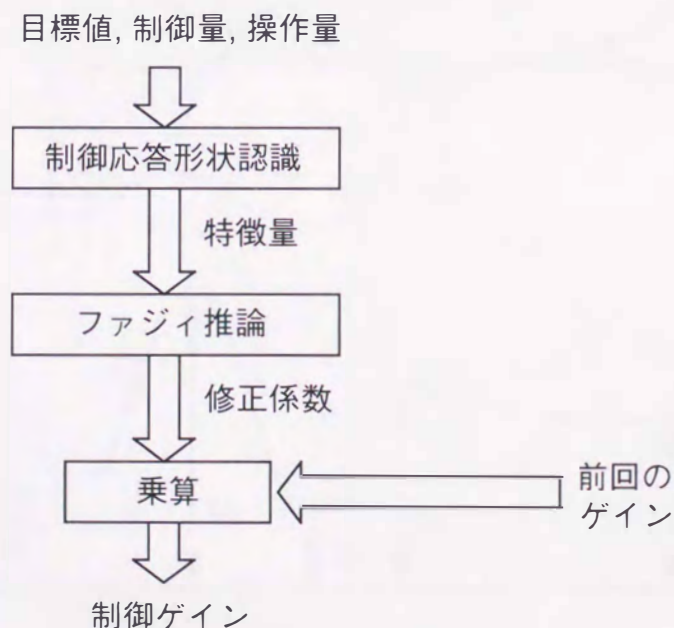 目標値, 制御量, 操作量
制御応答形状認識
特徴量
ファジィ推論
修正係数
乗算
前回の
ゲイン
制御ゲイン